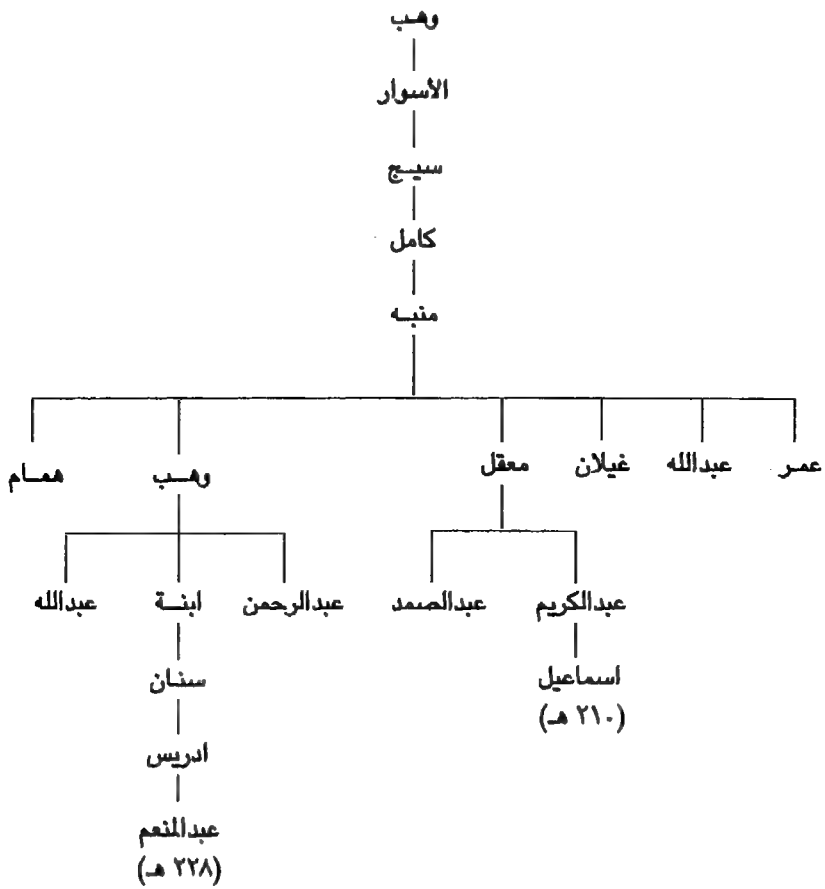 وهب
الأسوار
سيج
كامل
منبه
عمر عبدالله غيلان معقل وهب همام
عبدالكريم عبدالصمد عبدالرحمن ابنة عبدالله
اسماعيل سنان
(٢١٠ هـ)
ادريس
عبدالمنعم
(٢٢٨ هـ)